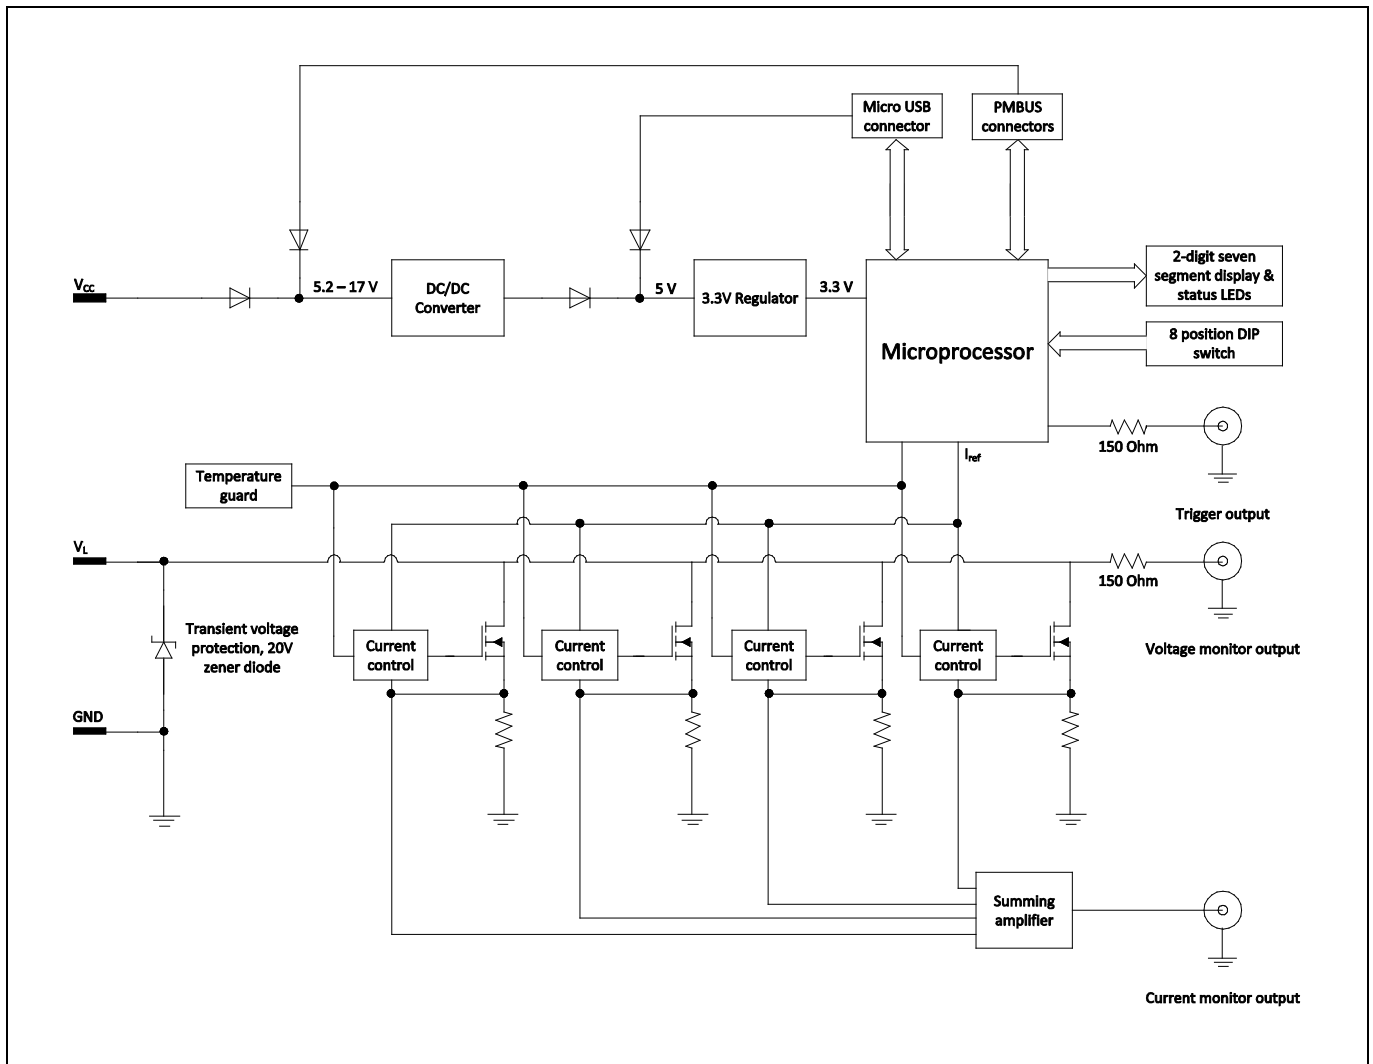 Micro USB
connector
PMBUS
connectors
2-digit seven
segment display &
status LEDs
V_CC
5.2 – 17 V
DC/DC
Converter
5 V
3.3V Regulator
3.3 V
Microprocessor
8 position DIP
switch
150 Ohm
I_ref
Temperature
guard
Trigger output
V_L
150 Ohm
Transient voltage
protection, 20V
zener diode
Current
control
Current
control
Current
control
Current
control
Voltage monitor output
GND
Summing
amplifier
Current monitor output